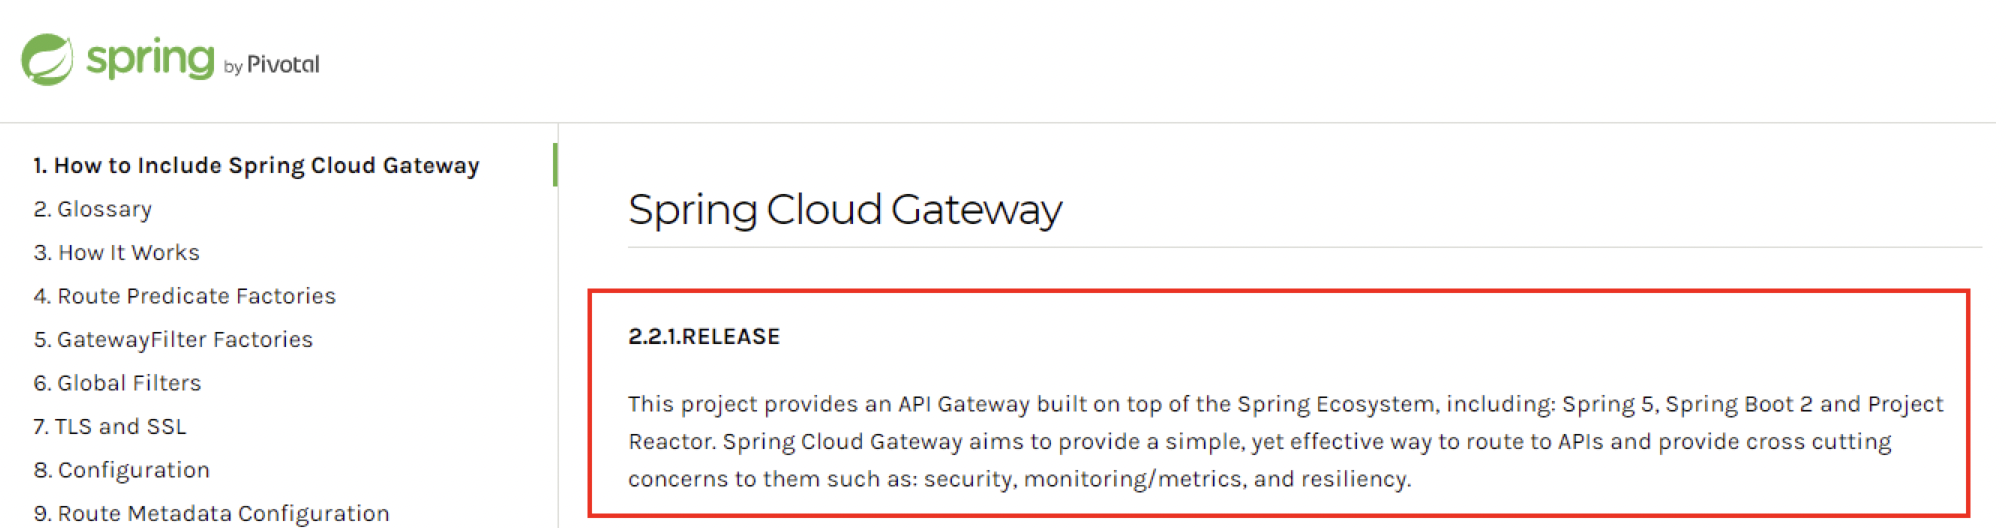 spring by Pivotal
1. How to Include Spring Cloud Gateway
2. Glossary
3. How It Works
4. Route Predicate Factories
5. GatewayFilter Factories
6. Global Filters
7. TLS and SSL
8. Configuration
9. Route Metadata Configuration
Spring Cloud Gateway
2.2.1.RELEASE
This project provides an API Gateway built on top of the Spring Ecosystem, including: Spring 5, Spring Boot 2 and Project
Reactor. Spring Cloud Gateway aims to provide a simple, yet effective way to route to APIs and provide cross cutting
concerns to them such as: security, monitoring/metrics, and resiliency.